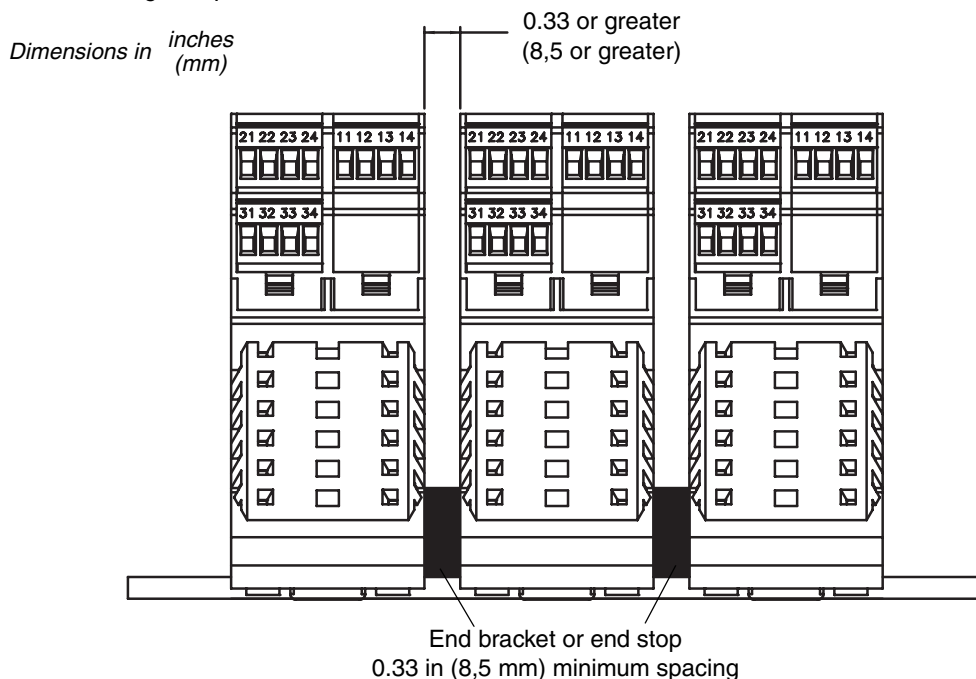 0.33 or greater
(8,5 or greater)
Dimensions in inches
(mm)
21 22 23 24 11 12 13 14 21 22 23 24 11 12 13 14 21 22 23 24 11 12 13 14
31 32 33 34 31 32 33 34 31 32 33 34
End bracket or end stop
0.33 in (8,5 mm) minimum spacing